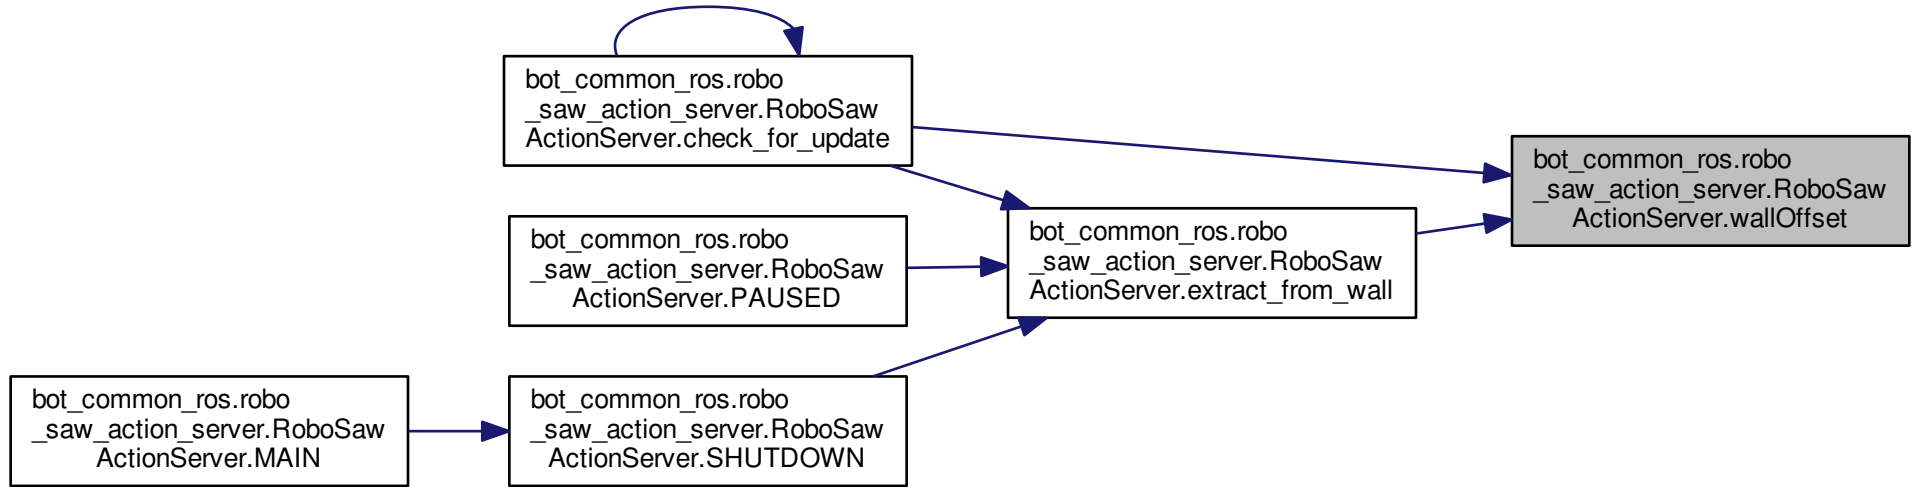 bot_common_ros.robo
_saw_action_server.RoboSaw
ActionServer.check_for_update
bot_common_ros.robo
_saw_action_server.RoboSaw
ActionServer.wallOffset
bot_common_ros.robo
_saw_action_server.RoboSaw
ActionServer.extract_from_wall
bot_common_ros.robo
_saw_action_server.RoboSaw
ActionServer.PAUSED
bot_common_ros.robo
_saw_action_server.RoboSaw
ActionServer.MAIN
bot_common_ros.robo
_saw_action_server.RoboSaw
ActionServer.SHUTDOWN